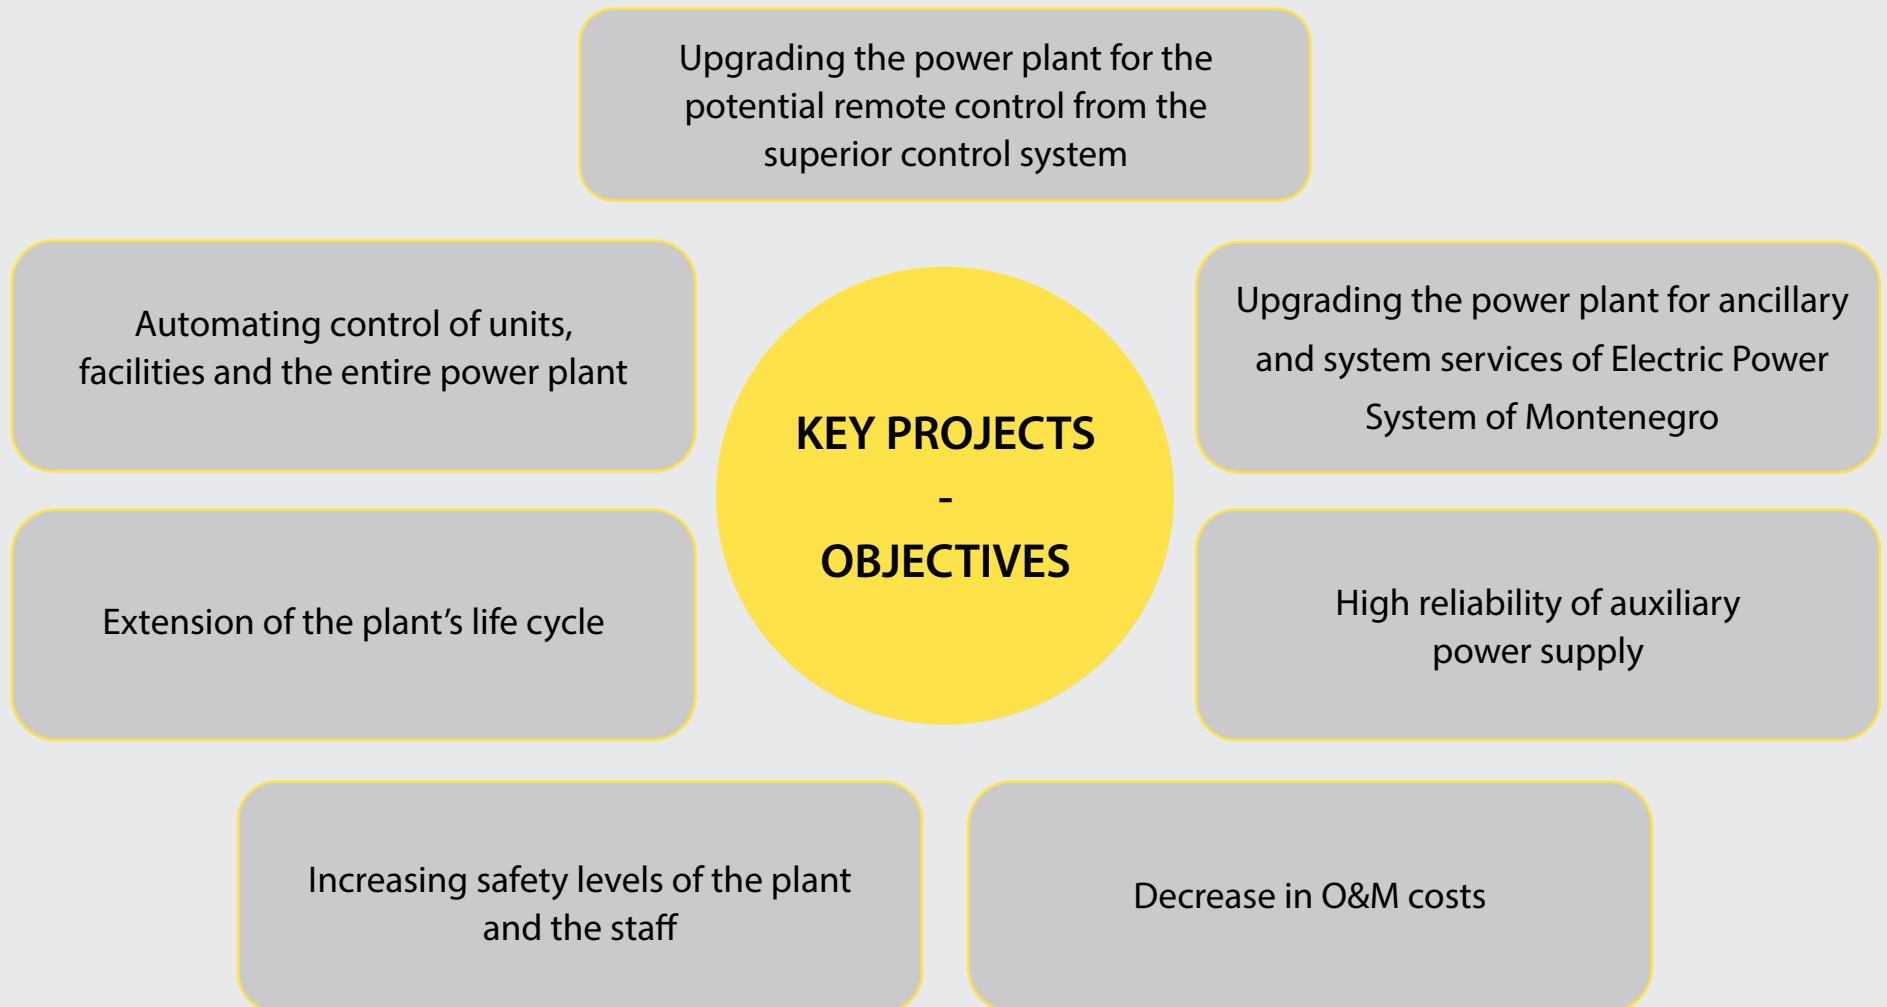 Upgrading the power plant for the
potential remote control from the
superior control system
Automating control of units,
facilities and the entire power plant
Upgrading the power plant for ancillary
and system services of Electric Power
System of Montenegro
KEY PROJECTS
-
OBJECTIVES
Extension of the plant’s life cycle
High reliability of auxiliary
power supply
Increasing safety levels of the plant
and the staff
Decrease in O&M costs